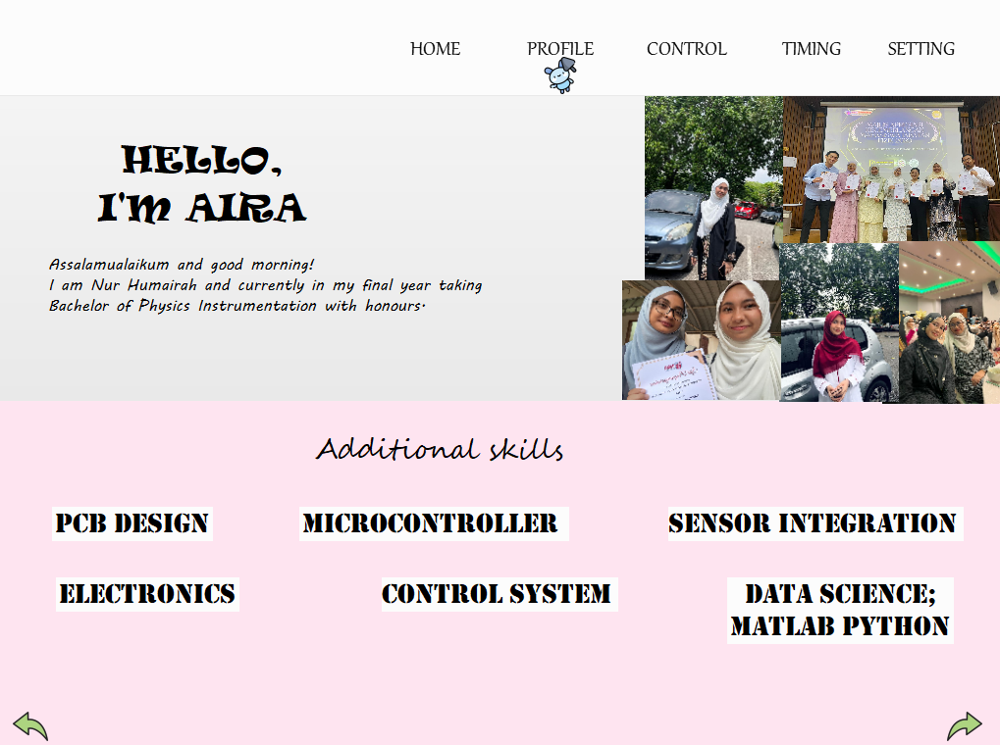 HOME PROFILE CONTROL TIMING SETTING
HELLO,
I'M AIRA
Assalamualaikum and good morning!
I am Nur Humairah and currently in my final year taking
Bachelor of Physics Instrumentation with honours.
Additional skills
PCB DESIGN MICROCONTROLLER SENSOR INTEGRATION
ELECTRONICS CONTROL SYSTEM DATA SCIENCE;
MATLAB PYTHON